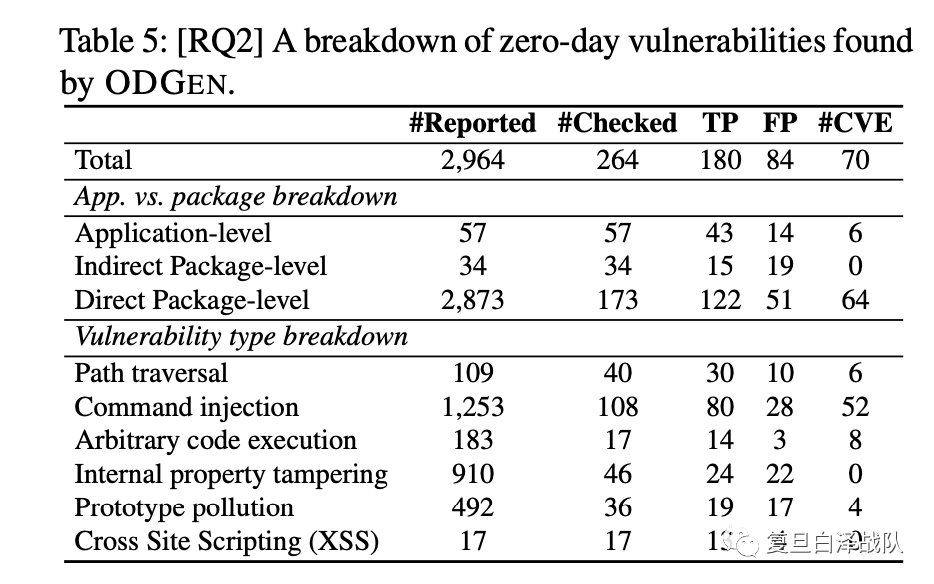 Table 5: [RQ2] A breakdown of zero-day vulnerabilities found
by ODGEN.
#Reported #Checked TP FP #CVE
Total 2,964 264 180 84 70
App. vs. package breakdown
Application-level 57 57 43 14 6
Indirect Package-level 34 34 15 19 0
Direct Package-level 2,873 173 122 51 64
Vulnerability type breakdown
Path traversal 109 40 30 10 6
Command injection 1,253 108 80 28 52
Arbitrary code execution 183 17 14 3 8
Internal property tampering 910 46 24 22 0
Prototype pollution 492 36 19 17 4
Cross Site Scripting (XSS) 17 17
复旦白泽战队